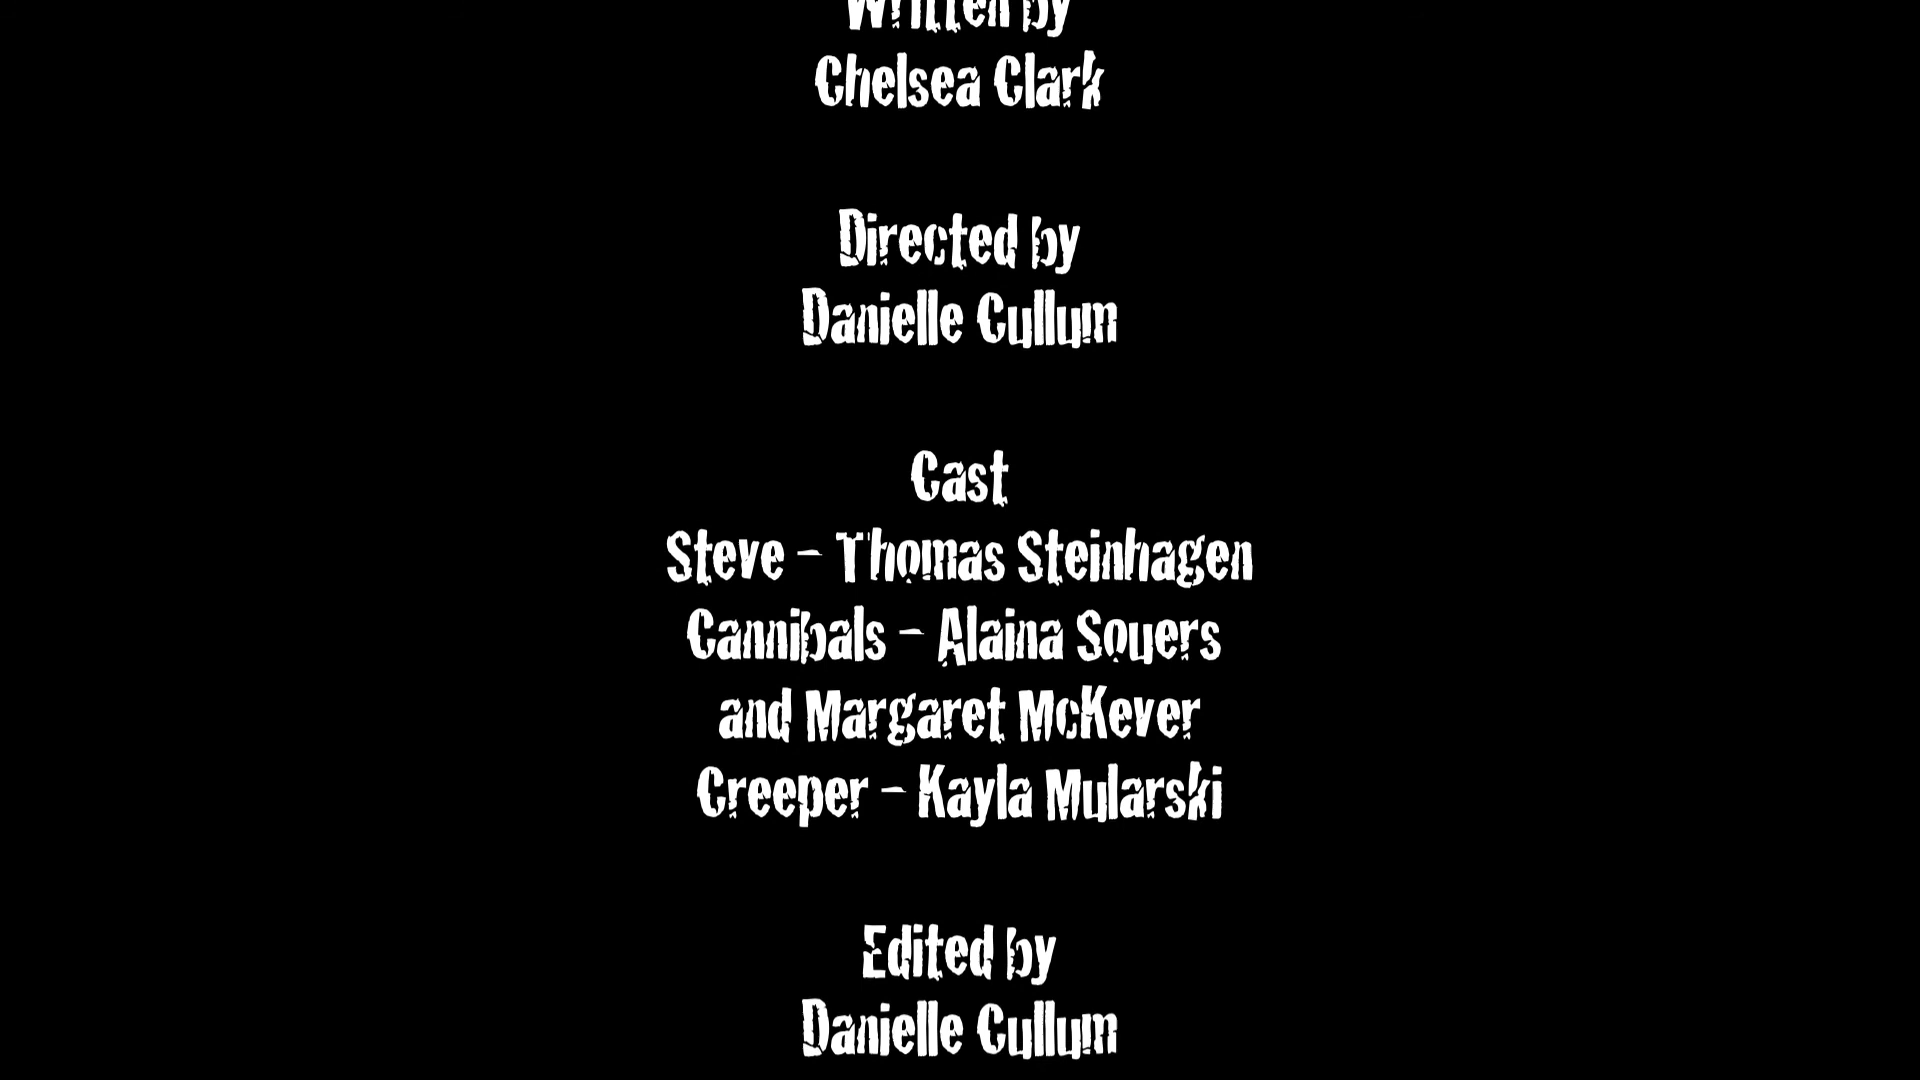 Written by
Chelsea Clark
Directed by
Danielle Cullum
Cast
Steve - Thomas Steinhagen
Cannibals - Alaina Souers
and Margaret McKever
Creeper - Kayla Mularski
Edited by
Danielle Cullum